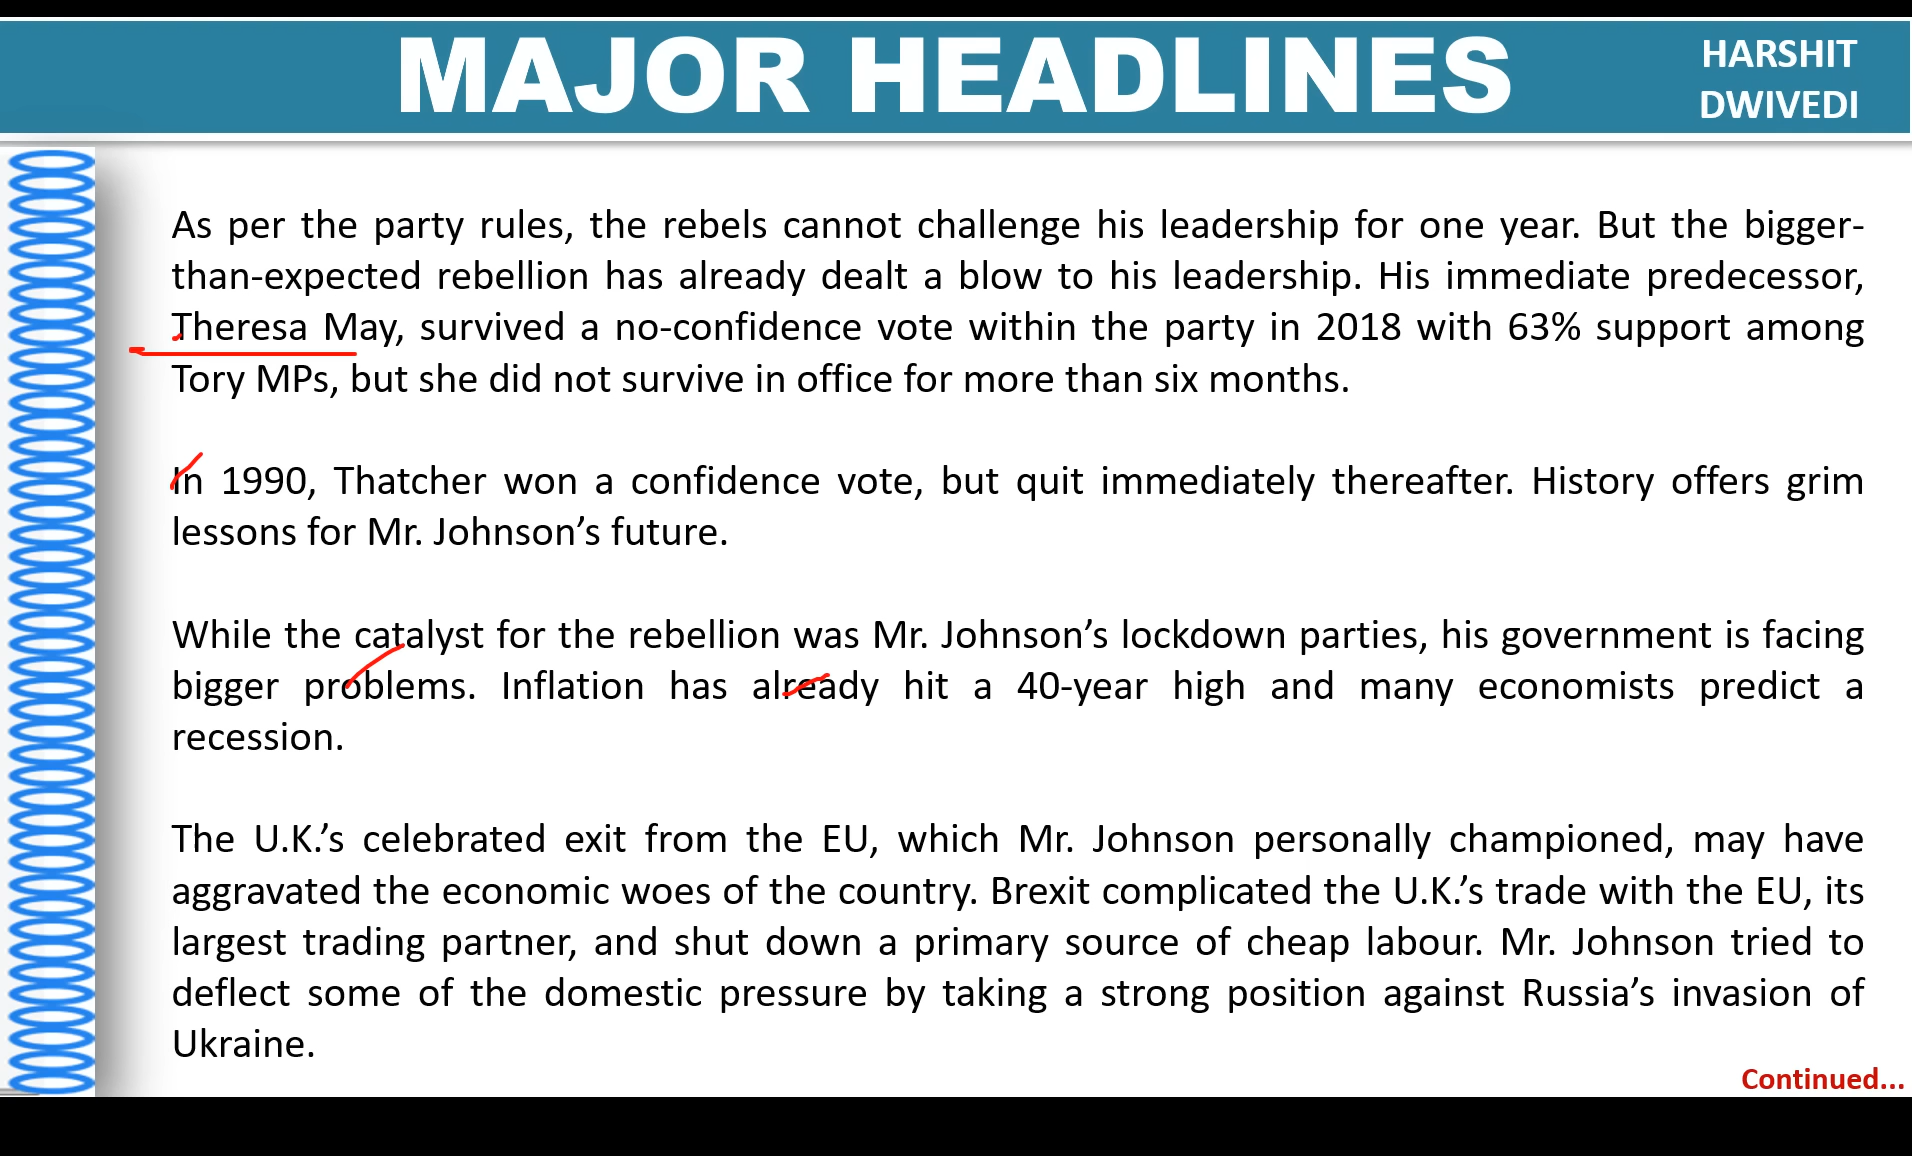 MAJOR HEADLINES
HARSHIT
DWIVEDI
As per the party rules, the rebels cannot challenge his leadership for one year. But the bigger-
than-expected rebellion has already dealt a blow to his leadership. His immediate predecessor,
Theresa May, survived a no-confidence vote within the party in 2018 with 63% support among
Tory MPs, but she did not survive in office for more than six months.
In 1990, Thatcher won a confidence vote, but quit immediately thereafter. History offers grim
lessons for Mr. Johnson’s future.
While the catalyst for the rebellion was Mr. Johnson’s lockdown parties, his government is facing
bigger problems. Inflation has already hit a 40-year high and many economists predict a
recession.
The U.K.’s celebrated exit from the EU, which Mr. Johnson personally championed, may have
aggravated the economic woes of the country. Brexit complicated the U.K.’s trade with the EU, its
largest trading partner, and shut down a primary source of cheap labour. Mr. Johnson tried to
deflect some of the domestic pressure by taking a strong position against Russia’s invasion of
Ukraine.
Continued...